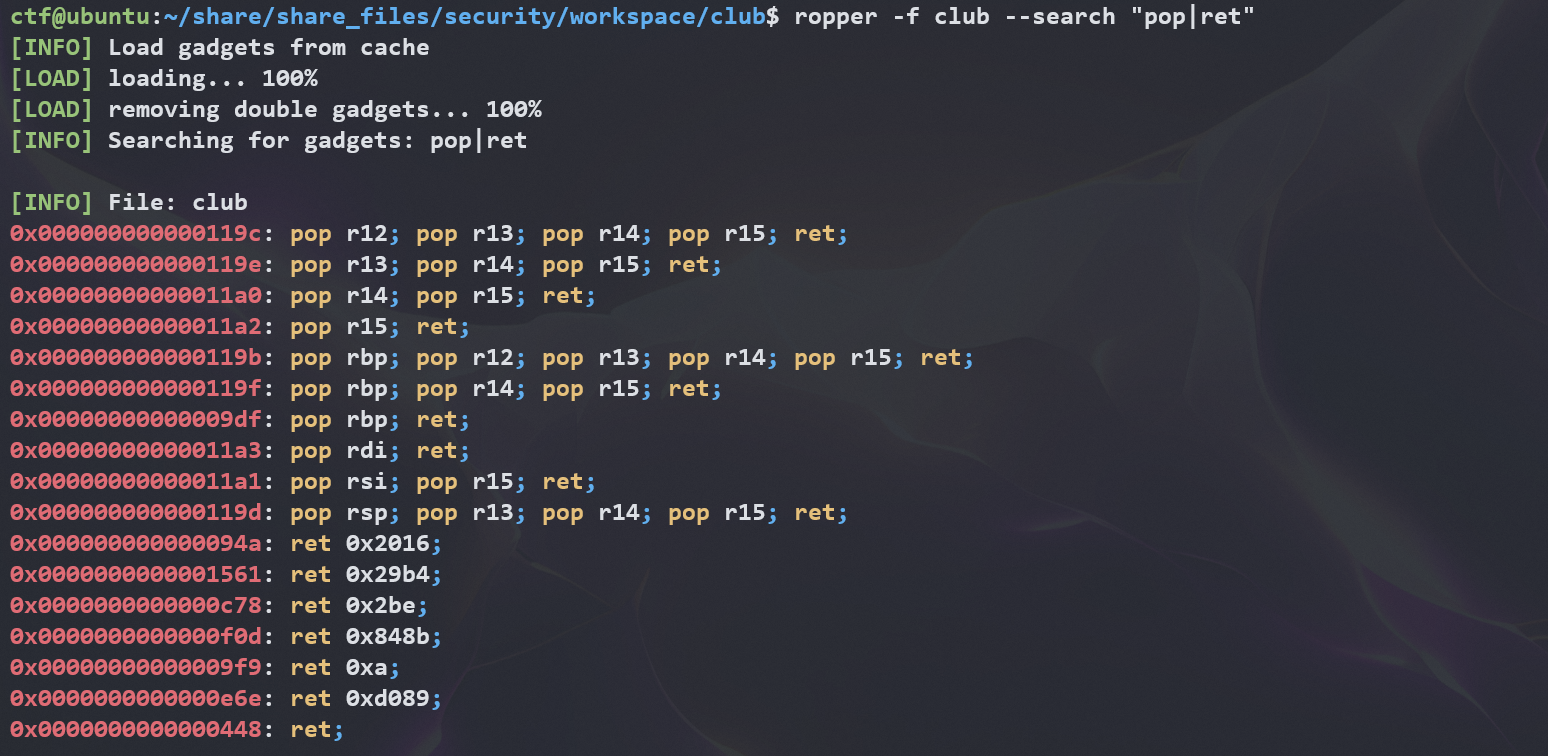 ctf@ubuntu:~/share/share_files/security/workspace/club$ ropper -f club --search "pop|ret"
[INFO] Load gadgets from cache
[LOAD] loading... 100%
[LOAD] removing double gadgets... 100%
[INFO] Searching for gadgets: pop|ret
[INFO] File: club
0x000000000000119c: pop r12; pop r13; pop r14; pop r15; ret;
0x000000000000119e: pop r13; pop r14; pop r15; ret;
0x00000000000011a0: pop r14; pop r15; ret;
0x00000000000011a2: pop r15; ret;
0x000000000000119b: pop rbp; pop r12; pop r13; pop r14; pop r15; ret;
0x000000000000119f: pop rbp; pop r14; pop r15; ret;
0x00000000000009df: pop rbp; ret;
0x00000000000011a3: pop rdi; ret;
0x00000000000011a1: pop rsi; pop r15; ret;
0x000000000000119d: pop rsp; pop r13; pop r14; pop r15; ret;
0x000000000000094a: ret 0x2016;
0x0000000000001561: ret 0x29b4;
0x0000000000000c78: ret 0x2be;
0x0000000000000f0d: ret 0x848b;
0x00000000000009f9: ret 0xa;
0x0000000000000e6e: ret 0xd089;
0x0000000000000448: ret;